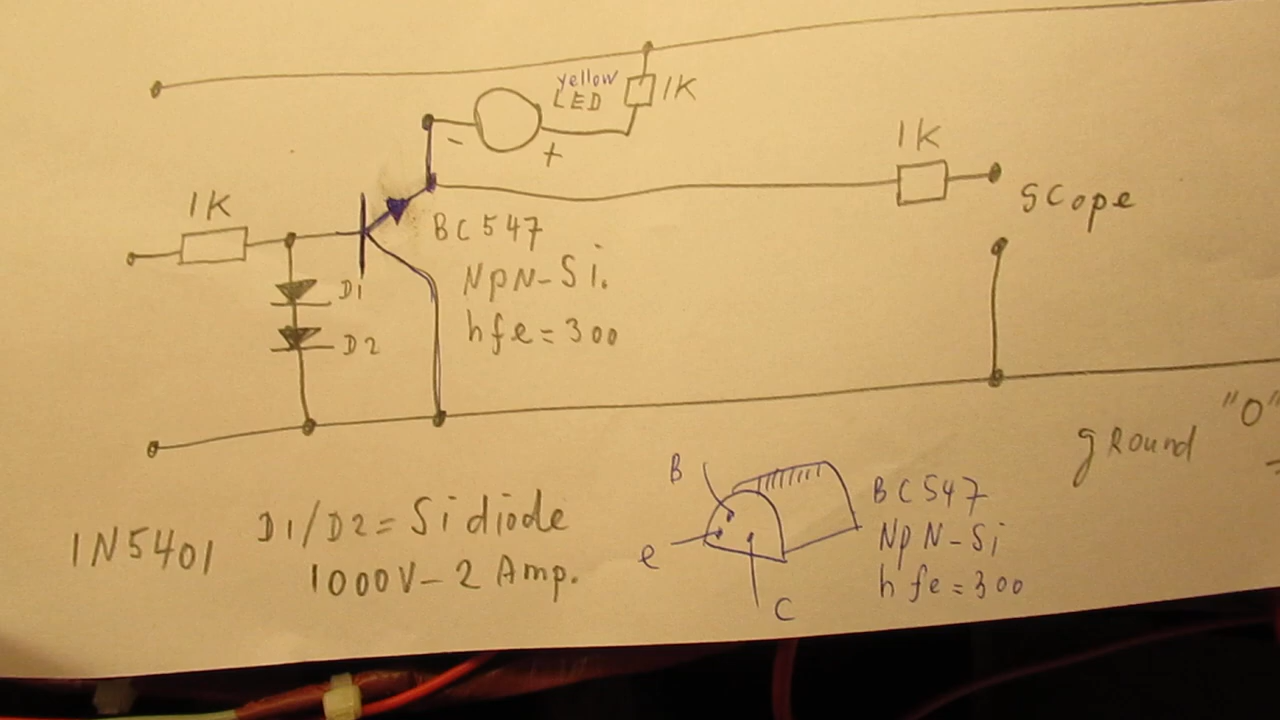 yellow
LED
1K
-
+
1K
1K
Scope
BC547
NpN-Si.
hfe=300
D1
D2
"0"
ground
B
e
C
BC547
NpN-Si
hfe=300
1N5401
D1/D2= Si diode
1000V-2 Amp.